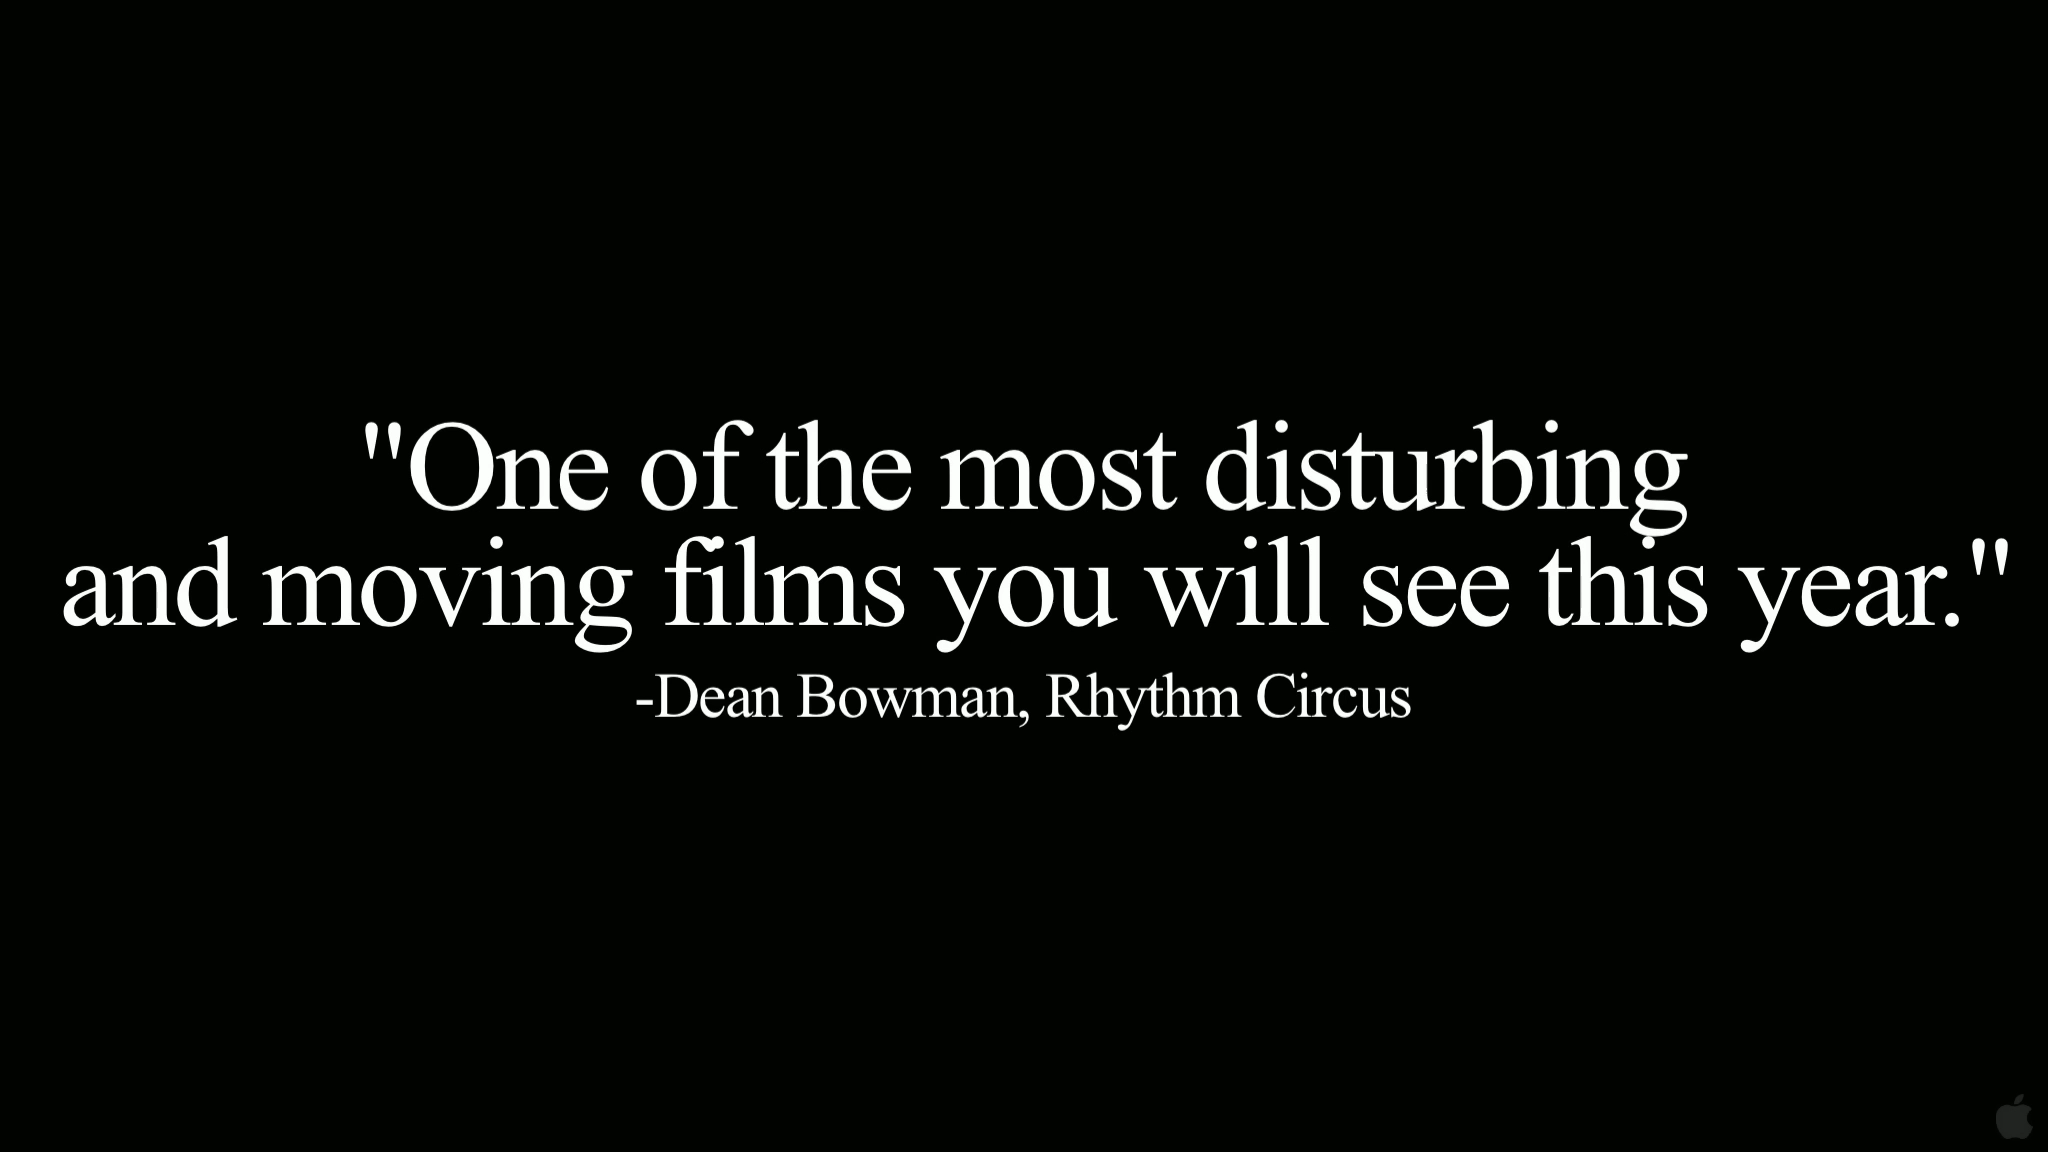 "One of the most disturbing
and moving films you will see this year."
-Dean Bowman, Rhythm Circus